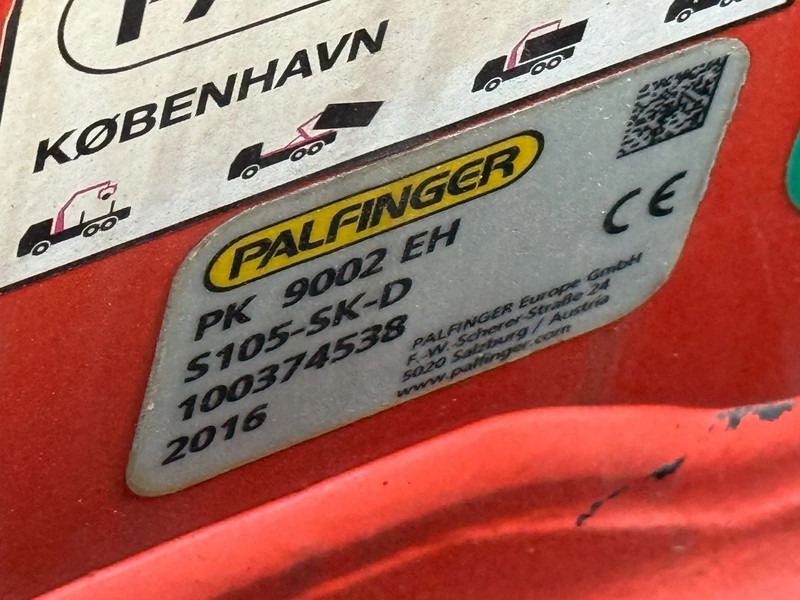 KØBENHAVN
PALFINGER
PK 9002 EH
S105-SK-D
100374538
2016
CE
PALFINGER Europe GmbH
F.-W.-Scherer-Straße 24
5020 Salzburg / Austria
www.palfinger.com